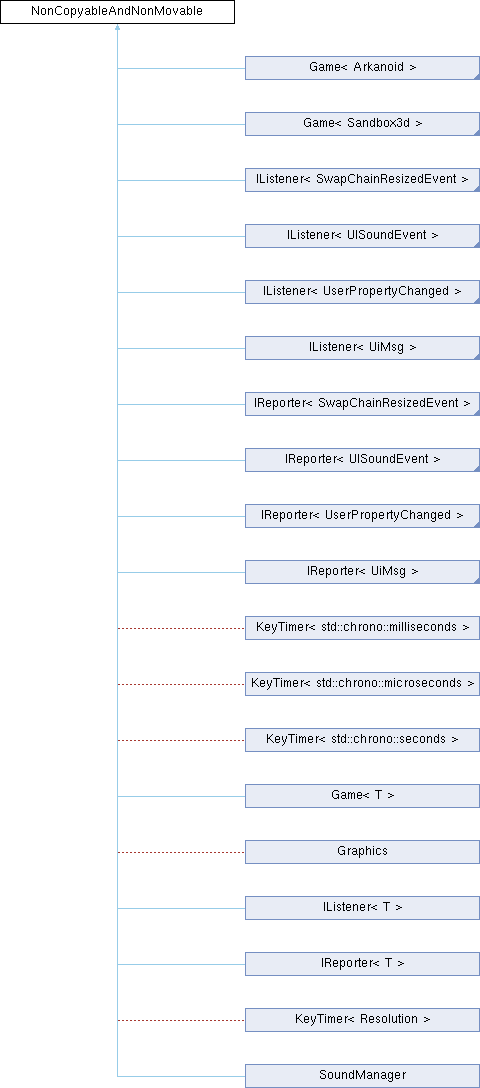 NonCopyableAndNonMovable
Game< Arkanoid >
Game< Sandbox3d >
IListener< SwapChainResizedEvent >
IListener< UISoundEvent >
IListener< UserPropertyChanged >
IListener< UiMsg >
IReporter< SwapChainResizedEvent >
IReporter< UISoundEvent >
IReporter< UserPropertyChanged >
IReporter< UiMsg >
KeyTimer< std::chrono::milliseconds >
KeyTimer< std::chrono::microseconds >
KeyTimer< std::chrono::seconds >
Game< T >
Graphics
IListener< T >
IReporter< T >
KeyTimer< Resolution >
SoundManager